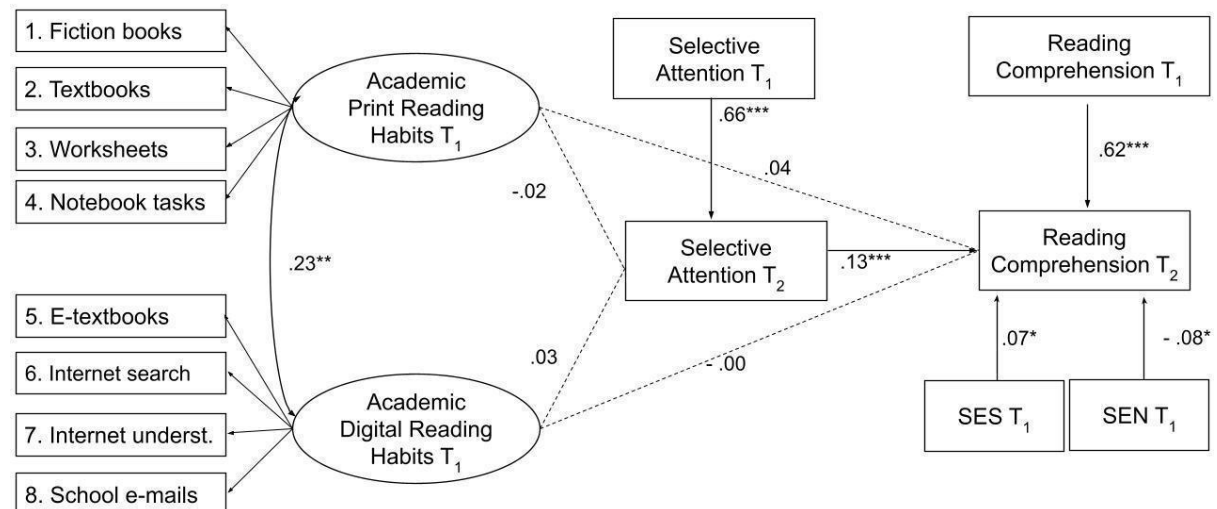 1. Fiction books
2. Textbooks
3. Worksheets
4. Notebook tasks
5. E-textbooks
6. Internet search
7. Internet underst.
8. School e-mails
Academic
Print Reading
Habits T₁
.23**
Academic
Digital Reading
Habits T₁
-.02
.03
Selective
Attention T₁
.66***
Selective
Attention T₂
.04
.13***
- .00
Reading
Comprehension T₁
.62***
Reading
Comprehension T₂
.07*
- .08*
SES T₁
SEN T₁